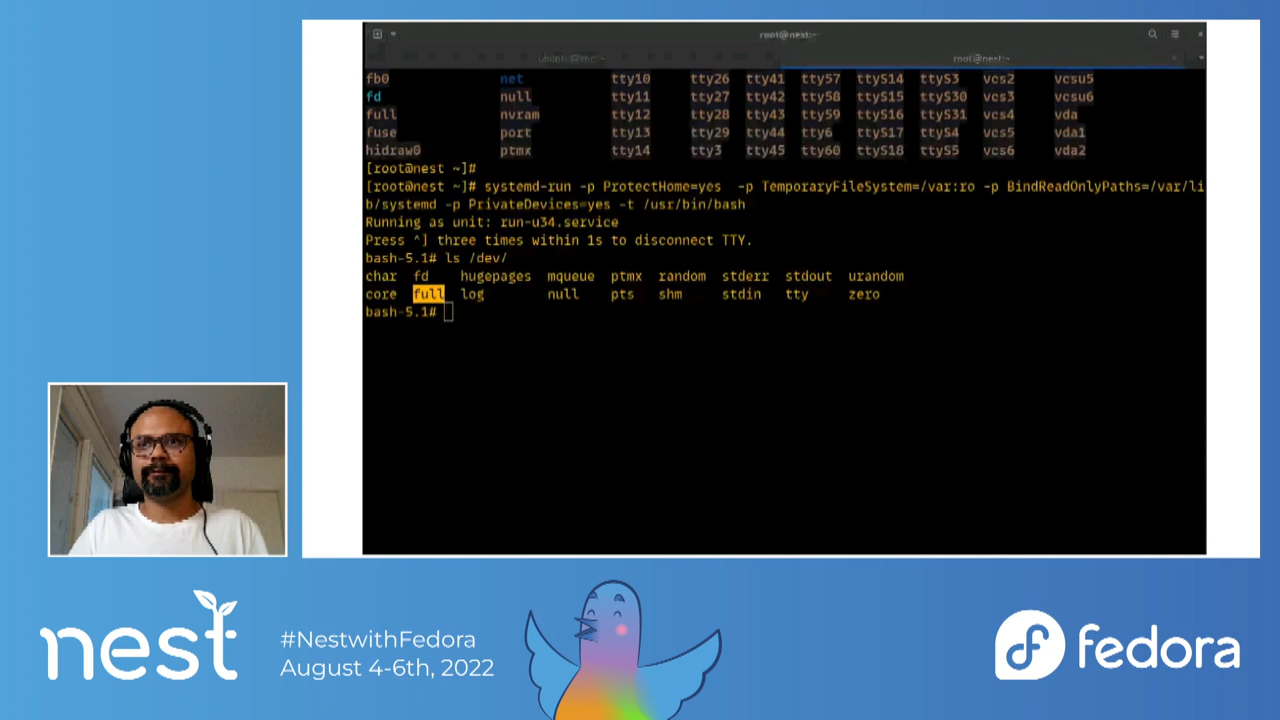 root@nest:~
root@nest:~
fb0 net tty10 tty26 tty41 tty57 ttyS14 ttyS3 vcs2 vcsu5
fd null tty11 tty27 tty42 tty58 ttyS15 ttyS30 vcs3 vcsu6
full nvram tty12 tty28 tty43 tty59 ttyS16 ttyS31 vcs4 vda
fuse port tty13 tty29 tty44 tty6 ttyS17 ttyS4 vcs5 vda1
hidraw0 ptmx tty14 tty3 tty45 tty60 ttyS18 ttyS5 vcs6 vda2
[root@nest ~]#
[root@nest ~]# systemd-run -p ProtectHome=yes -p TemporaryFileSystem=/var:ro -p BindReadOnlyPaths=/var/li
b/systemd -p PrivateDevices=yes -t /usr/bin/bash
Running as unit: run-u34.service
Press ^] three times within 1s to disconnect TTY.
bash-5.1# ls /dev/
char fd hugepages mqueue ptmx random stderr stdout urandom
core full log null pts shm stdin tty zero
bash-5.1#
nest
#NestwithFedora
August 4-6th, 2022
fedora